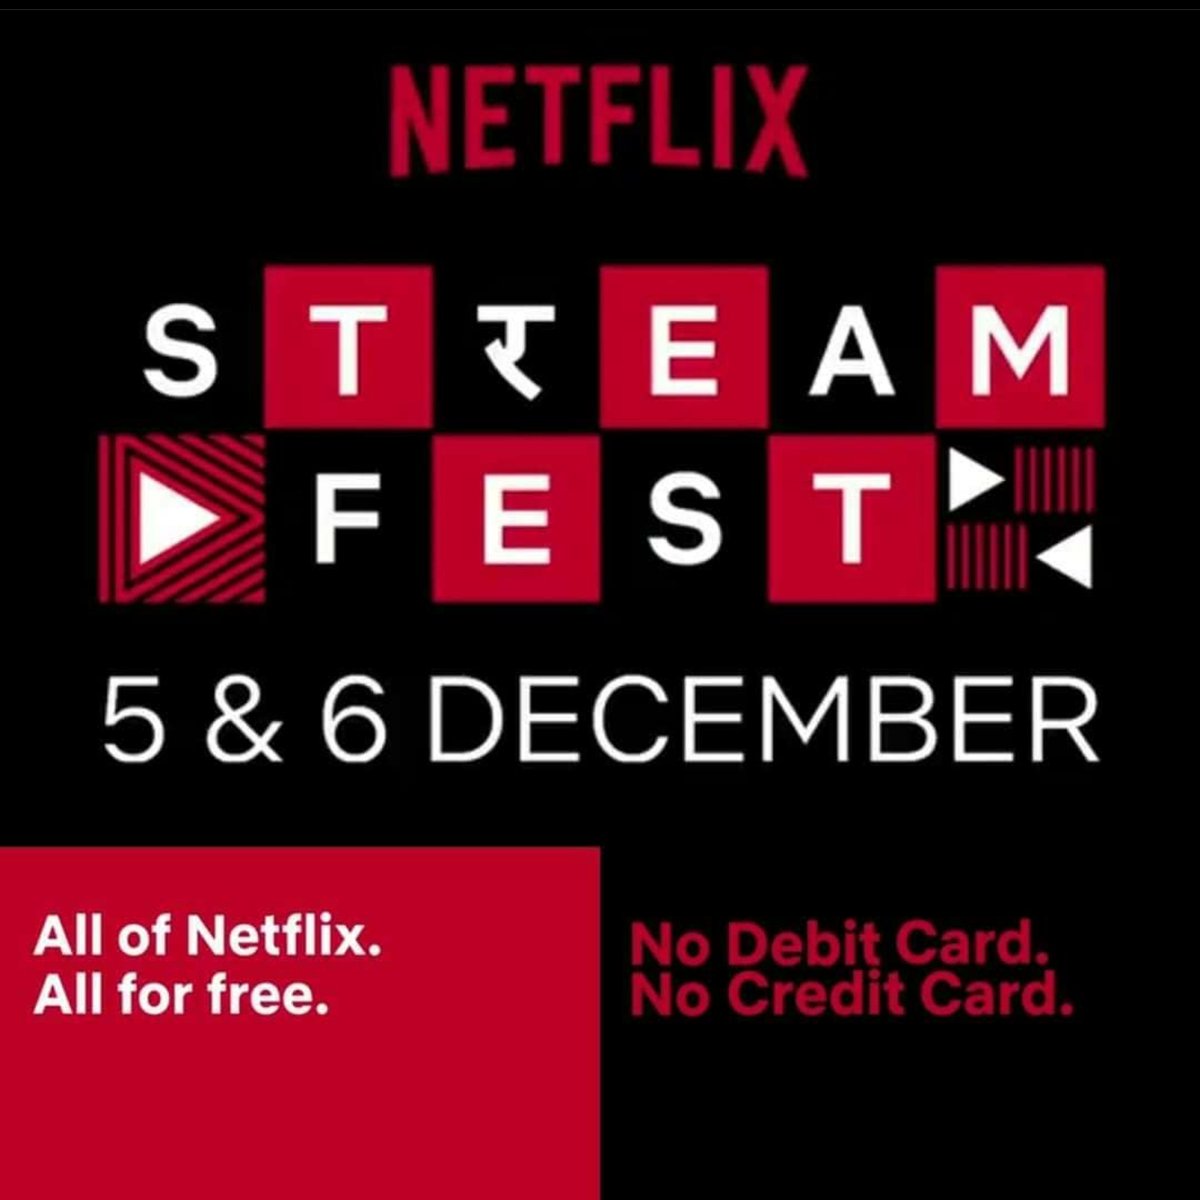 NETFLIX
STरEAM
FEST
5 & 6 DECEMBER
All of Netflix.
All for free.
No Debit Card.
No Credit Card.